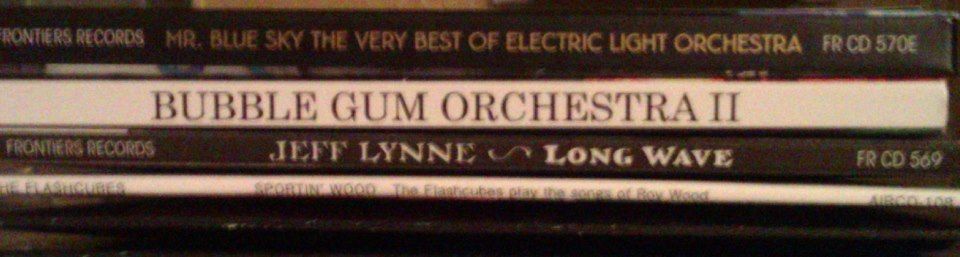 FRONTIERS RECORDS MR. BLUE SKY THE VERY BEST OF ELECTRIC LIGHT ORCHESTRA FR CD 570E
BUBBLE GUM ORCHESTRA II
FRONTIERS RECORDS JEFF LYNNE ~ LONG WAVE FR CD 569
THE FLASHCUBES SPORTIN' WOOD The Flashcubes play the songs of Roy Wood AIRCD-108